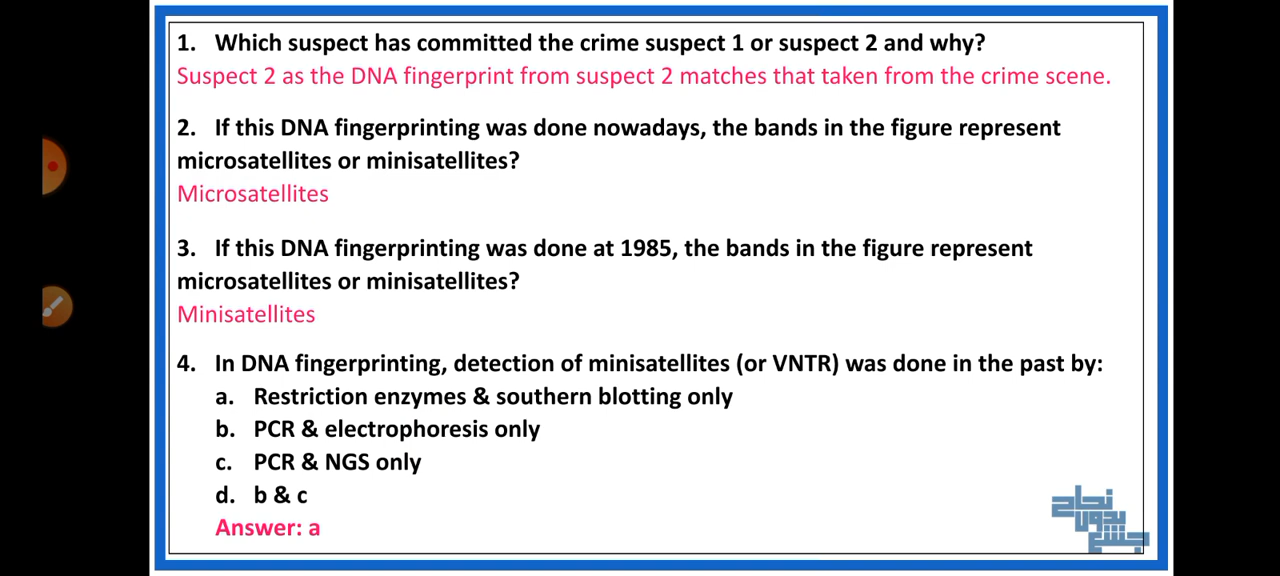 1. Which suspect has committed the crime suspect 1 or suspect 2 and why?
Suspect 2 as the DNA fingerprint from suspect 2 matches that taken from the crime scene.
2. If this DNA fingerprinting was done nowadays, the bands in the figure represent
microsatellites or minisatellites?
Microsatellites
3. If this DNA fingerprinting was done at 1985, the bands in the figure represent
microsatellites or minisatellites?
Minisatellites
4. In DNA fingerprinting, detection of minisatellites (or VNTR) was done in the past by:
a. Restriction enzymes & southern blotting only
b. PCR & electrophoresis only
c. PCR & NGS only
d. b & c
Answer: a
نجاح
بدون
جشع